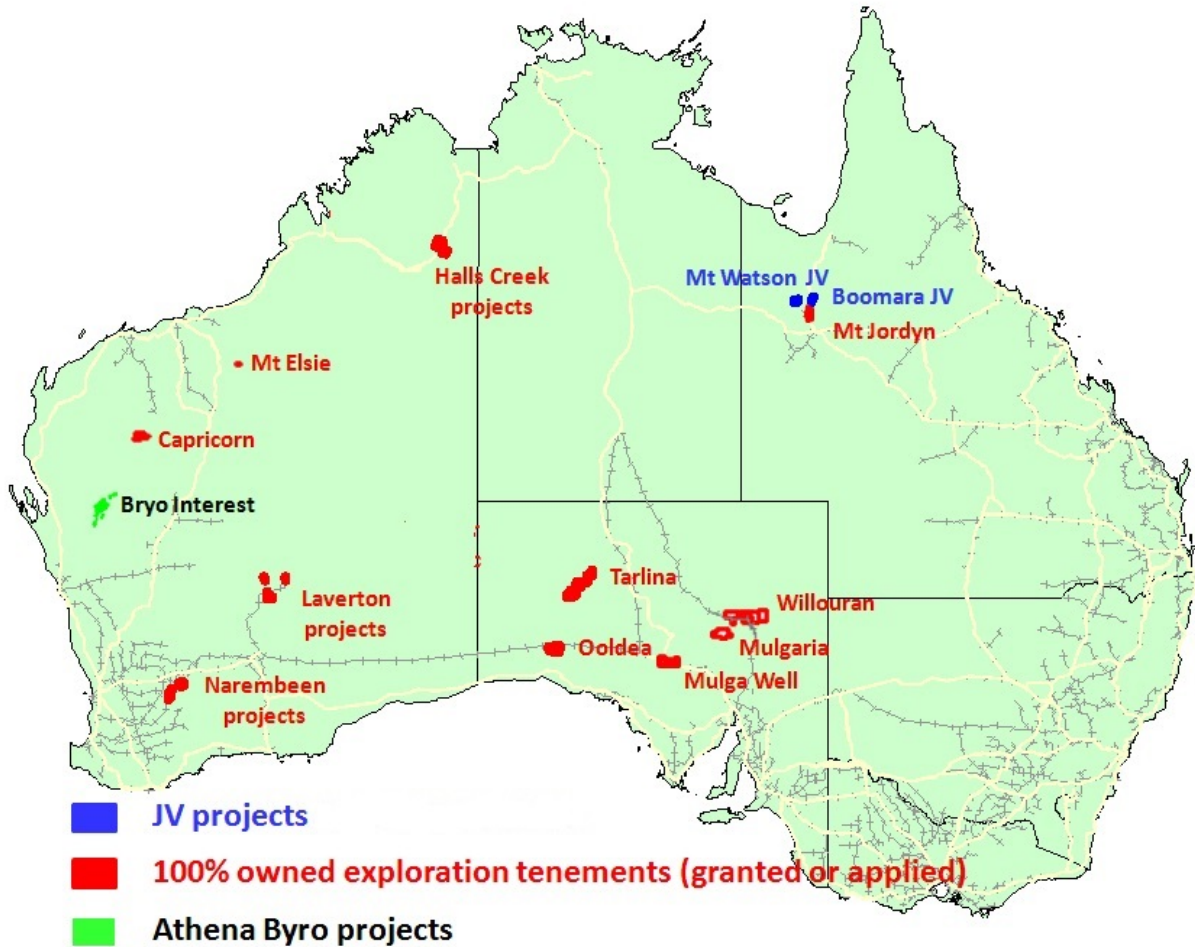 Halls Creek
projects
Mt Watson JV
Boomara JV
Mt Jordyn
Mt Elsie
Capricorn
Bryo Interest
Laverton
projects
Tarlina
Willouran
Ooldea
Mulgaria
Mulga Well
Narembeen
projects
JV projects
100% owned exploration tenements (granted or applied)
Athena Byro projects